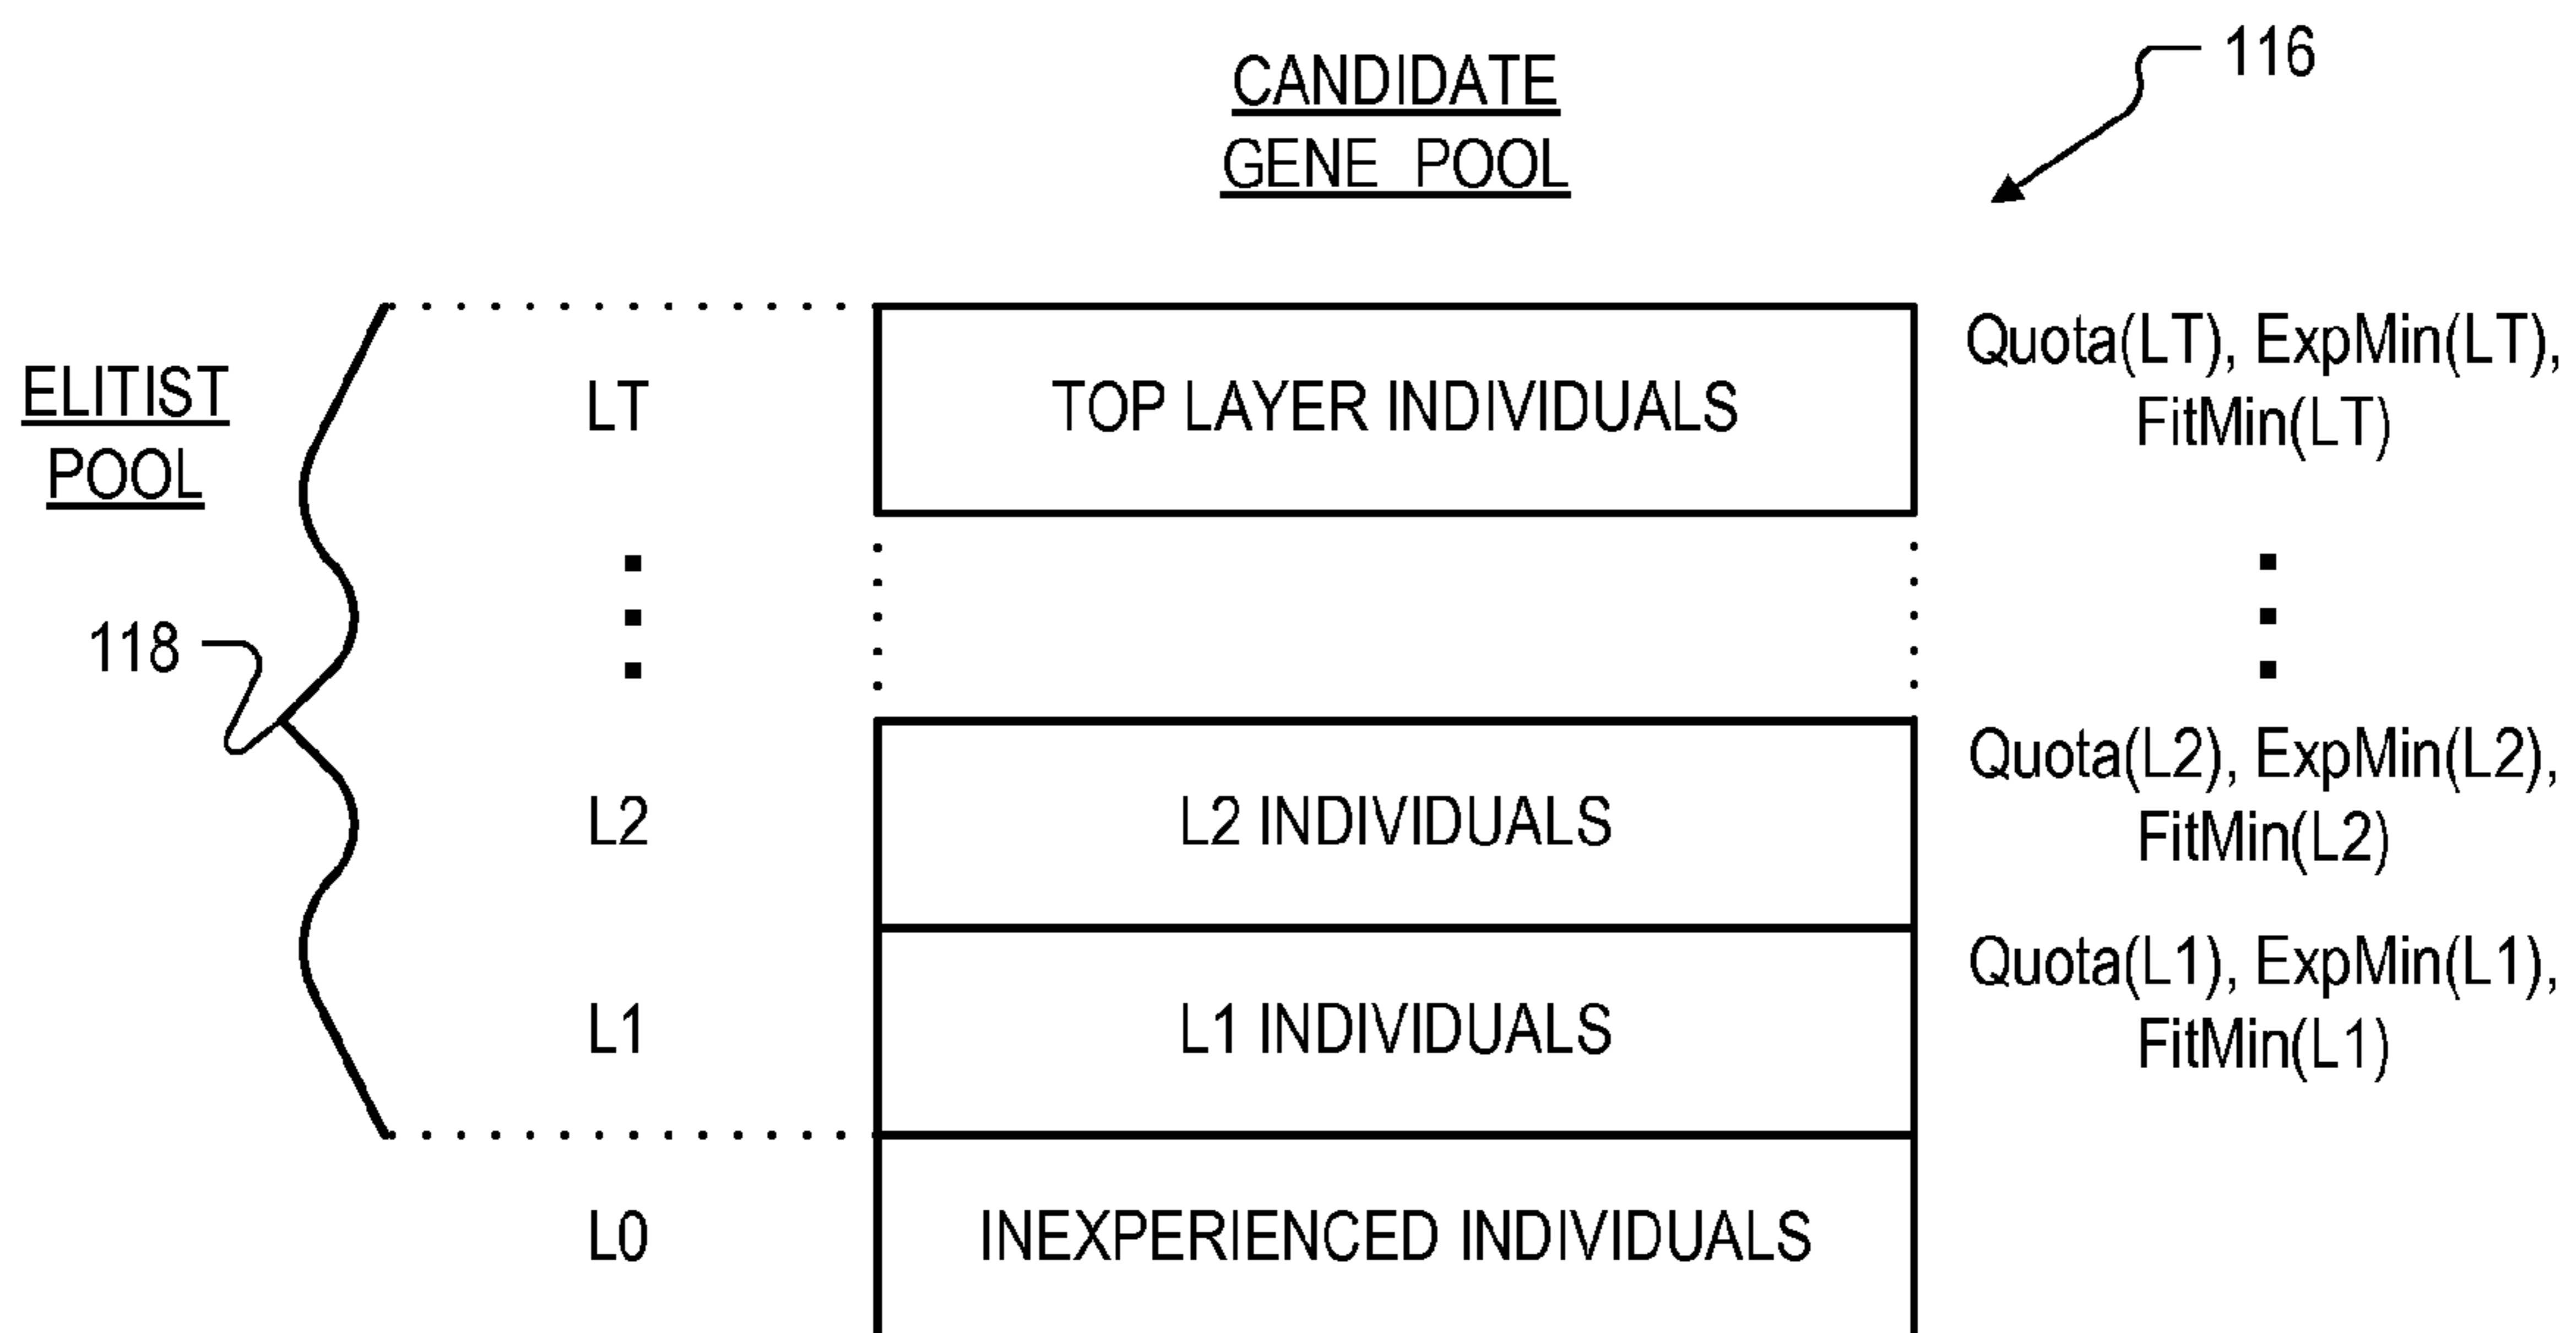 116
CANDIDATE
GENE POOL
ELITIST
POOL
118
LT
TOP LAYER INDIVIDUALS
Quota(LT), ExpMin(LT),
FitMin(LT)
L2
L2 INDIVIDUALS
Quota(L2), ExpMin(L2),
FitMin(L2)
L1
L1 INDIVIDUALS
Quota(L1), ExpMin(L1),
FitMin(L1)
L0
INEXPERIENCED INDIVIDUALS